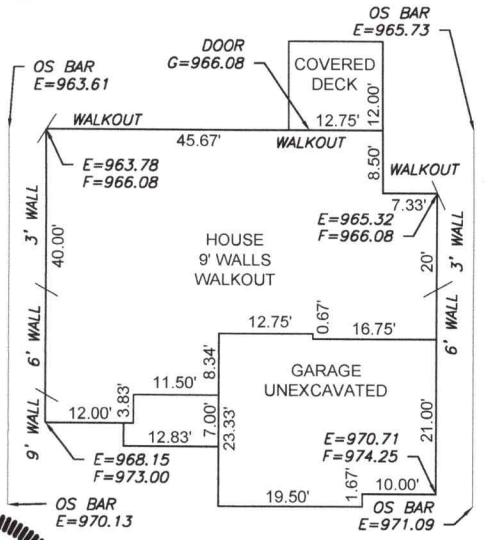 OS BAR
E=965.73
DOOR
G=966.08
COVERED
DECK
OS BAR
E=963.61
WALKOUT
12.75'
12.00'
45.67'
WALKOUT
8.50'
WALKOUT
E=963.78
F=966.08
7.33'
E=965.32
F=966.08
3' WALL
40.00'
HOUSE
9' WALLS
WALKOUT
20'
3' WALL
6' WALL
12.75'
0.67'
16.75'
6' WALL
8.34'
GARAGE
UNEXCAVATED
11.50'
9' WALL
12.00'
3.83'
7.00'
23.33'
21.00'
12.83'
E=968.15
F=973.00
E=970.71
F=974.25
1.67'
10.00'
19.50'
OS BAR
E=970.13
OS BAR
E=971.09